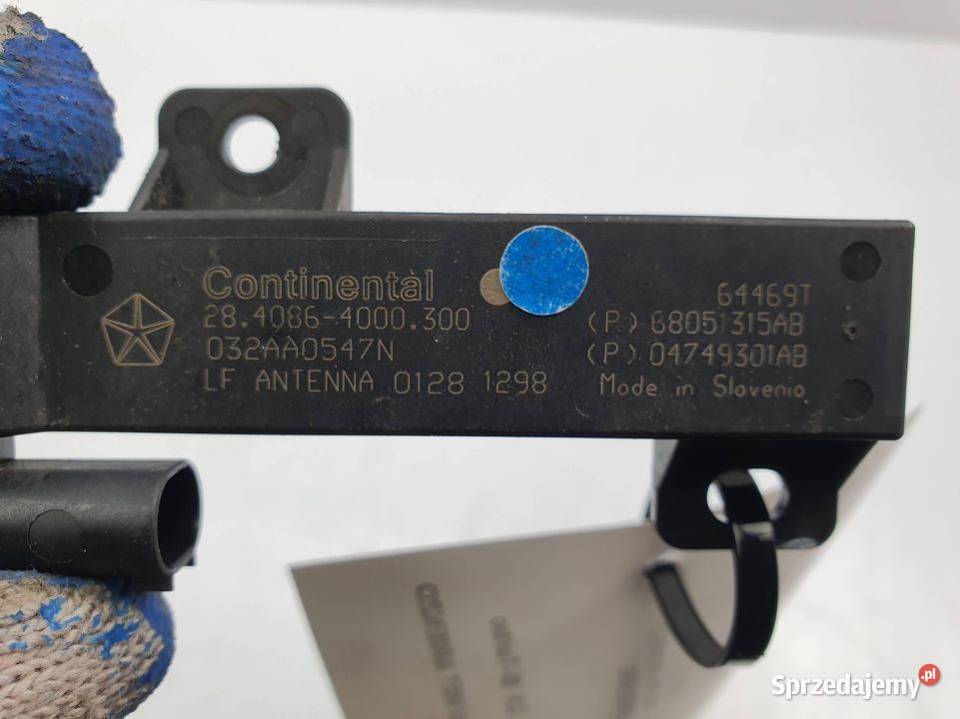 Continental
28.4086-4000.300
032AA0547N
LF ANTENNA 0128 1298
64469T
(P) 68051315AB
(P) 04749301AB
Made in Slovenia
Sprzedajemy.pl